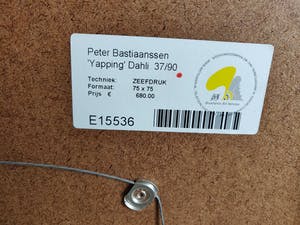 Peter Bastiaanssen
'Yapping' Dahli 37/90
Techniek: ZEEFDRUK
Formaat: 75 x 75
Prijs € 680.00
E15536